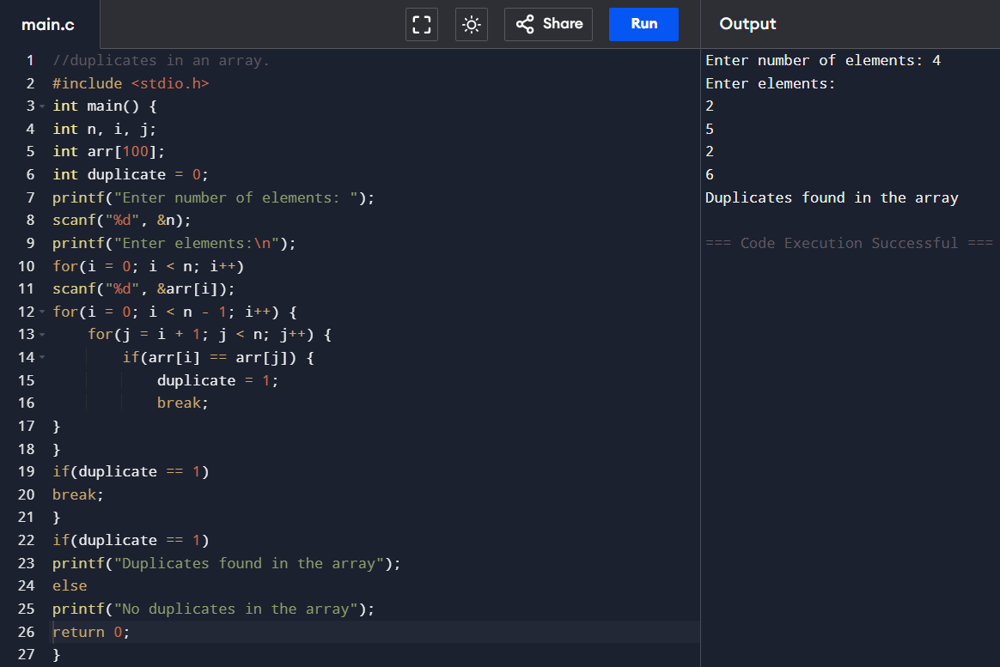 main.c
Share
Run
Output
1 //duplicates in an array.
2 #include <stdio.h>
3 int main() {
4 int n, i, j;
5 int arr[100];
6 int duplicate = 0;
7 printf("Enter number of elements: ");
8 scanf("%d", &n);
9 printf("Enter elements:\n");
10 for(i = 0; i < n; i++)
11 scanf("%d", &arr[i]);
12 for(i = 0; i < n - 1; i++) {
13     for(j = i + 1; j < n; j++) {
14         if(arr[i] == arr[j]) {
15             duplicate = 1;
16             break;
17 }
18 }
19 if(duplicate == 1)
20 break;
21 }
22 if(duplicate == 1)
23 printf("Duplicates found in the array");
24 else
25 printf("No duplicates in the array");
26 return 0;
27 }
Enter number of elements: 4
Enter elements:
2
5
2
6
Duplicates found in the array
=== Code Execution Successful ===